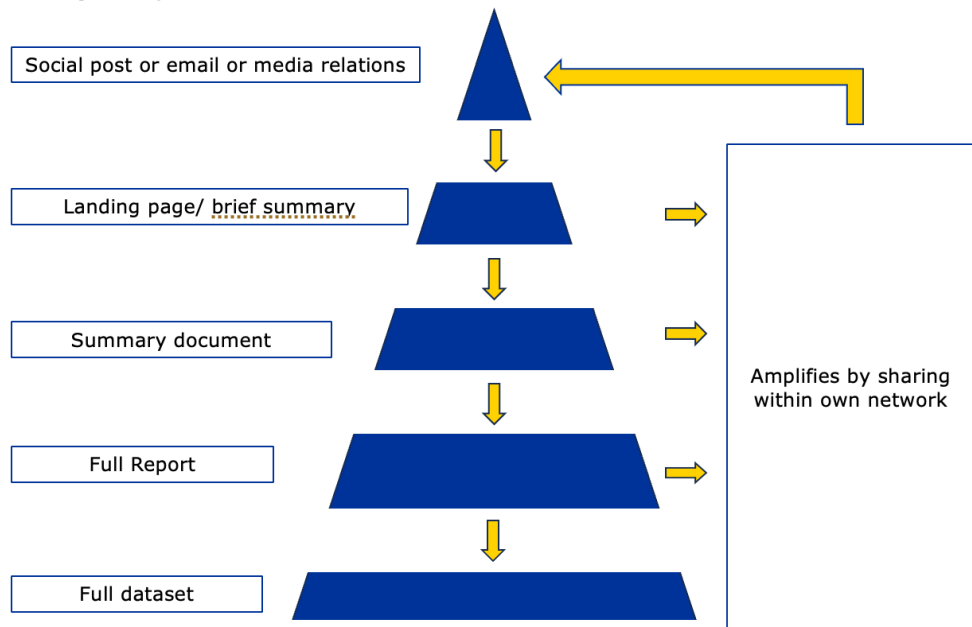 Social post or email or media relations
Landing page/ brief summary
Summary document
Amplifies by sharing
within own network
Full Report
Full dataset